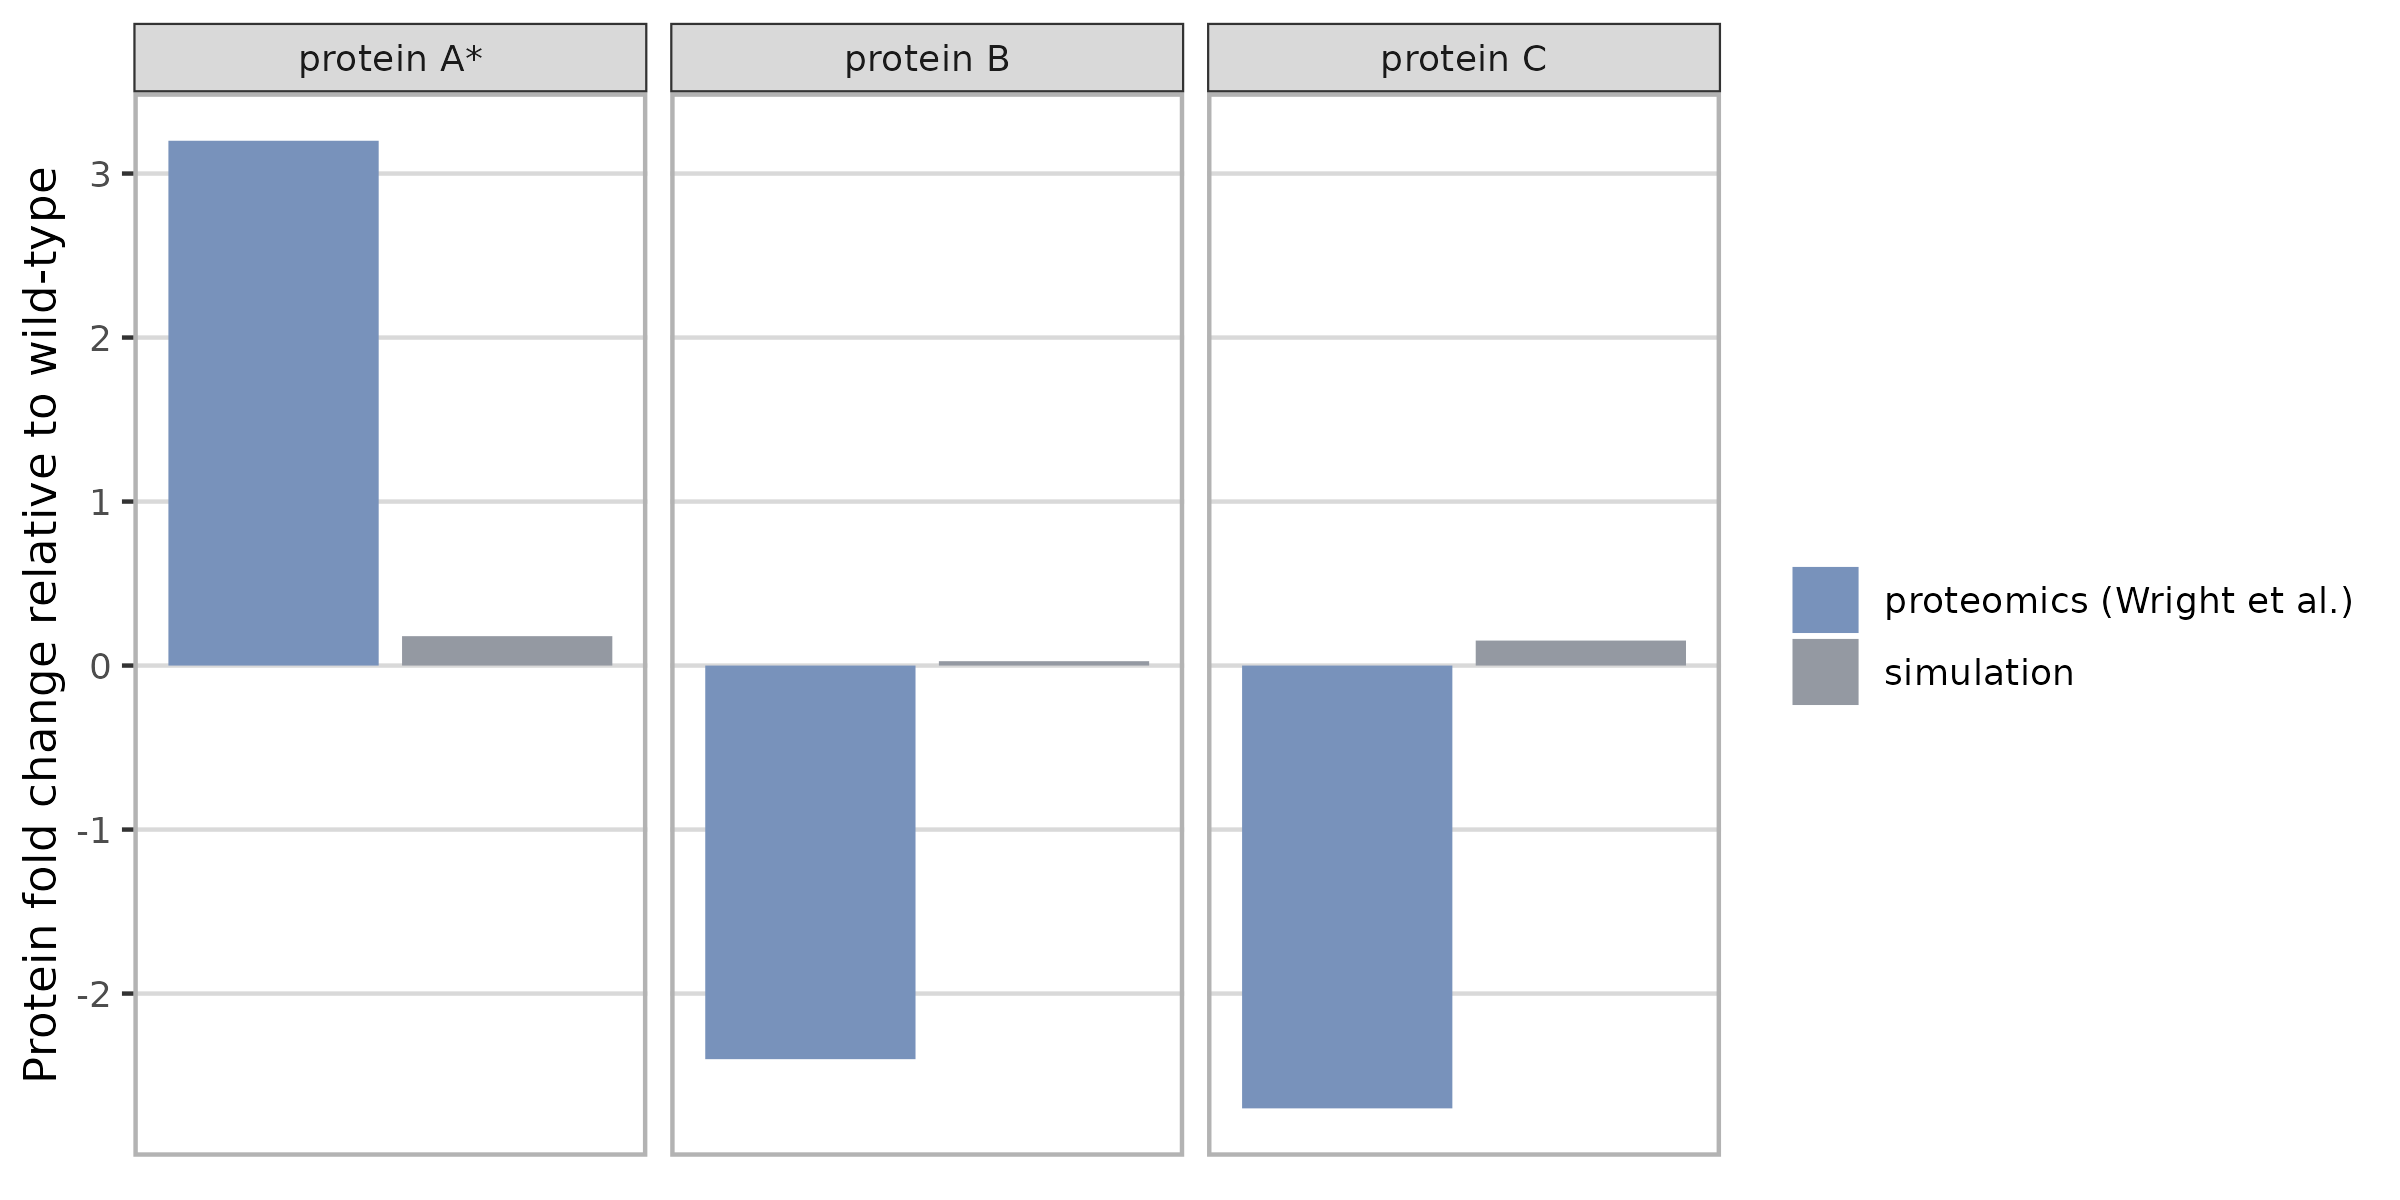 protein A*
protein B
protein C
Protein fold change relative to wild-type
3
2
1
0
-1
-2
proteomics (Wright et al.)
simulation